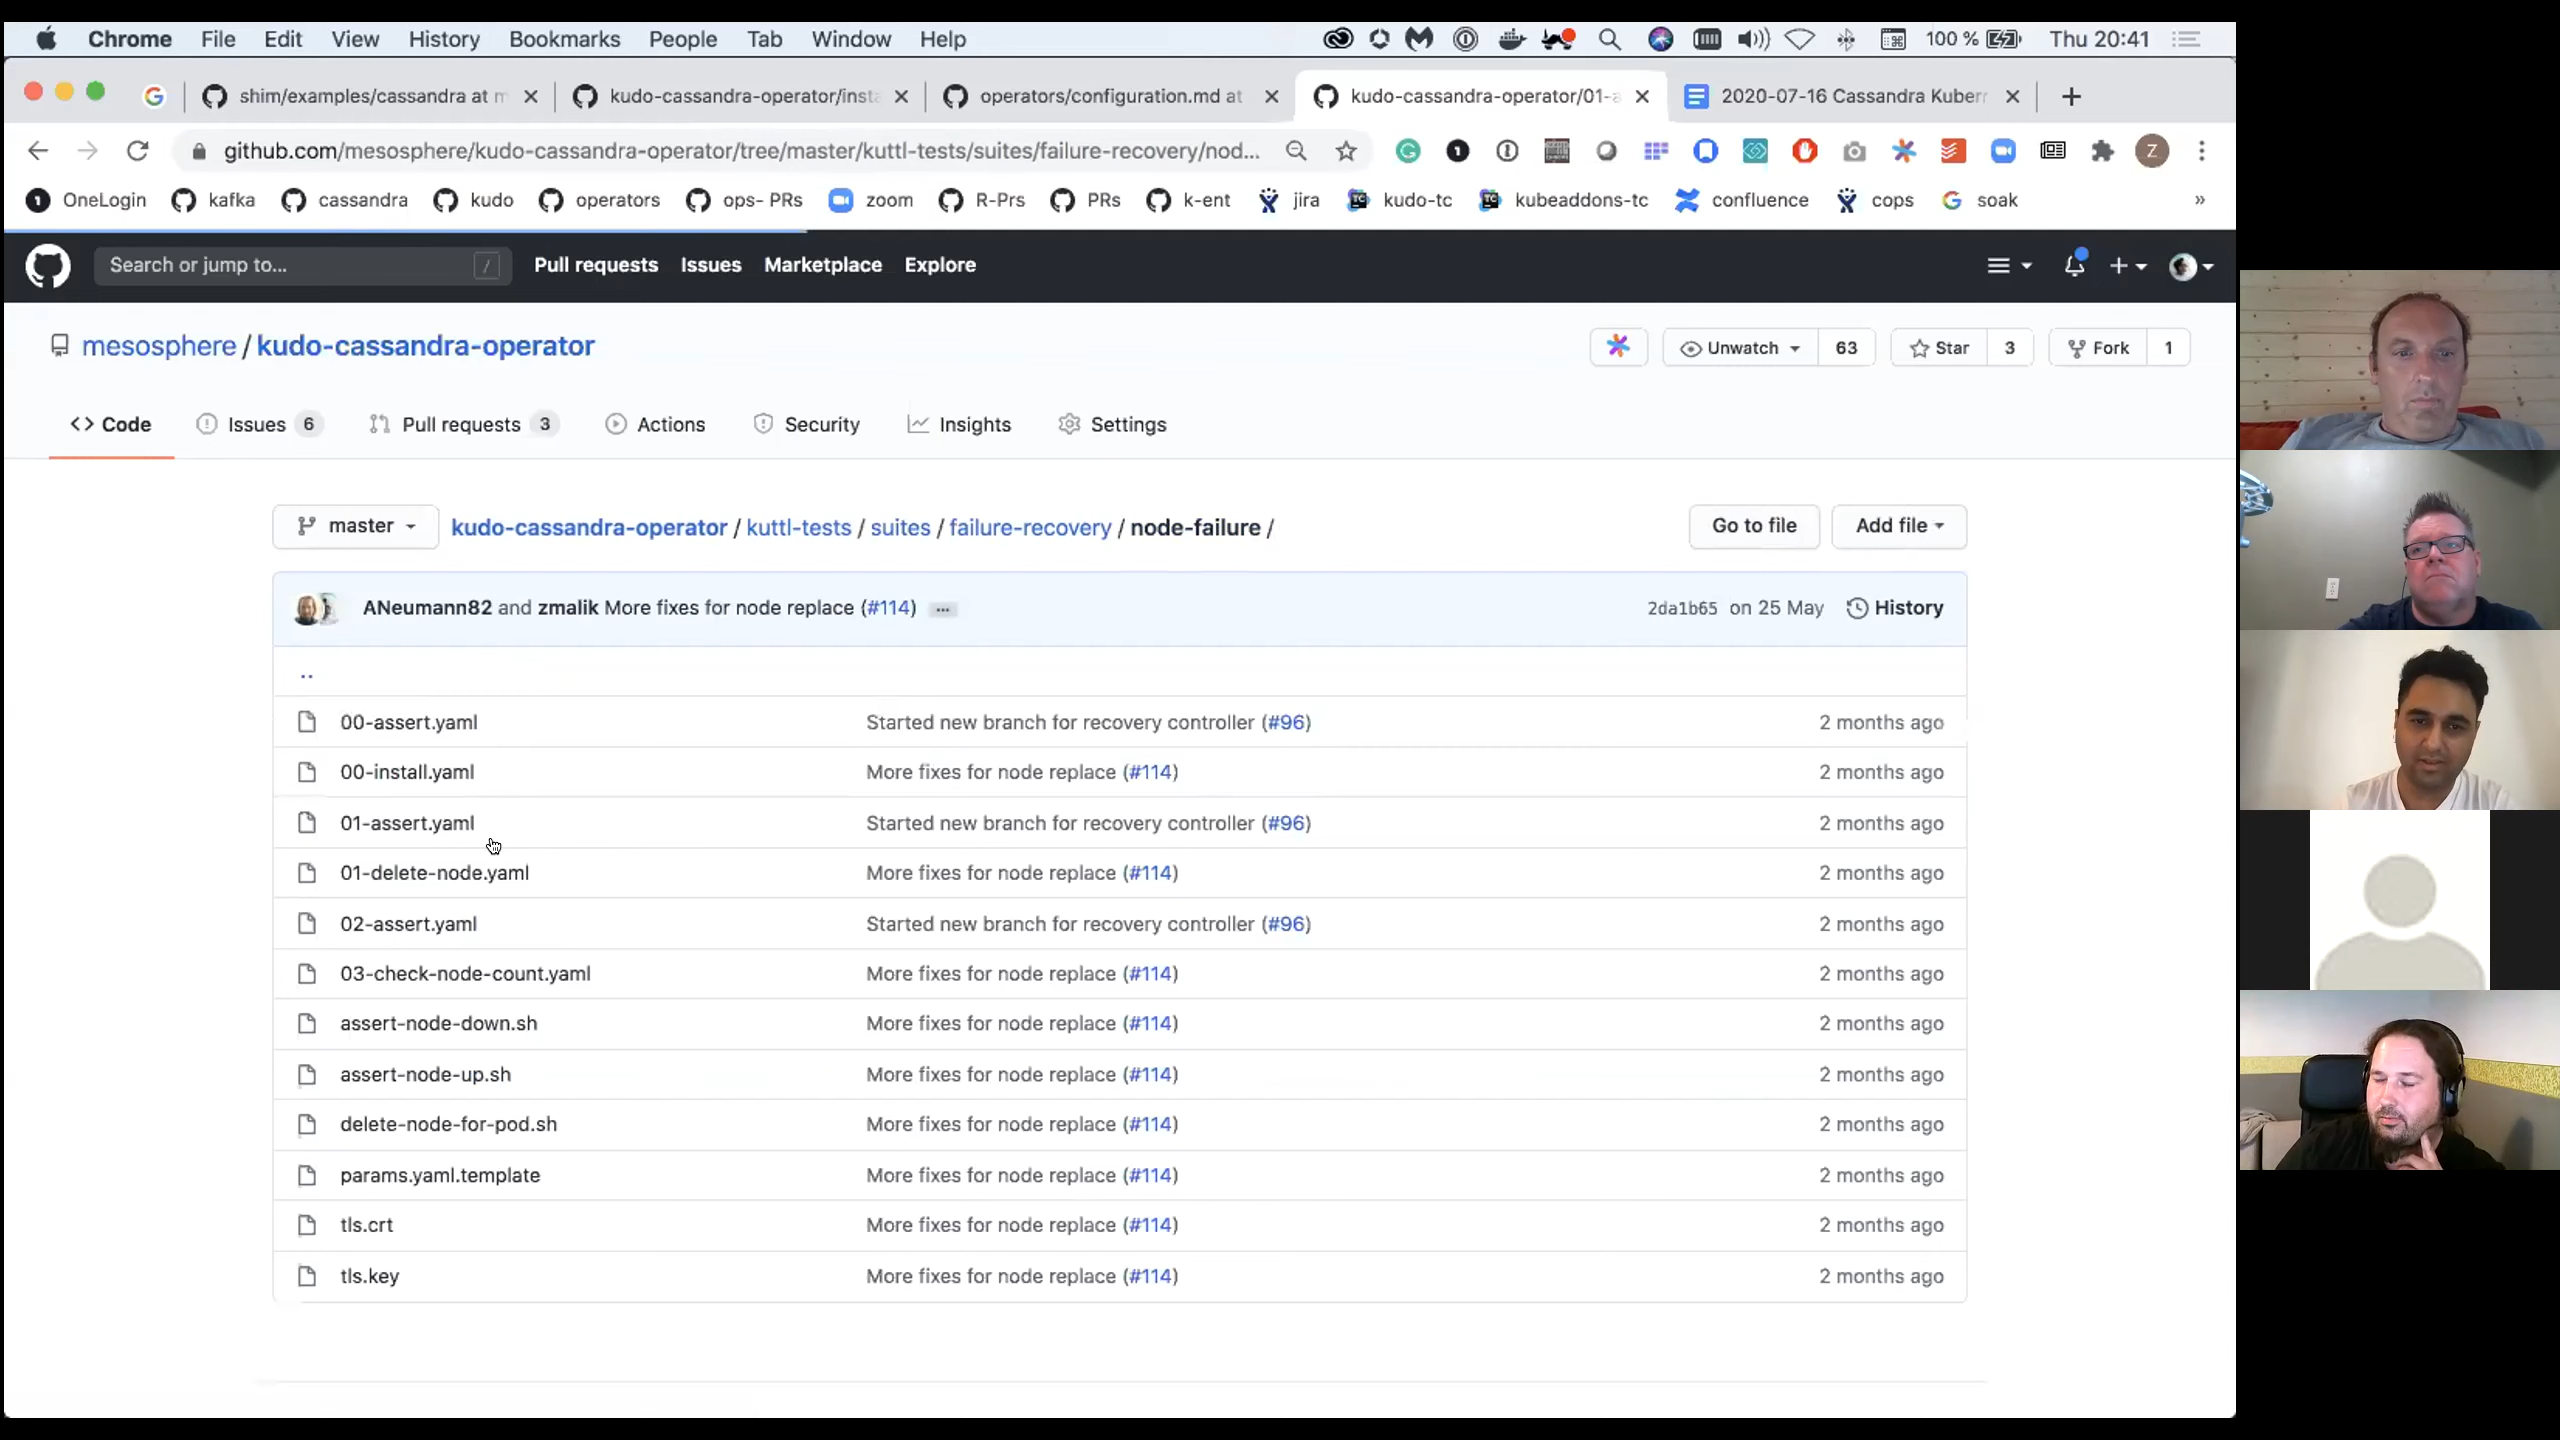 Chrome File Edit View History Bookmarks People Tab Window Help 100 % Thu 20:41
shim/examples/cassandra at m kudo-cassandra-operator/insta operators/configuration.md at kudo-cassandra-operator/01-a 2020-07-16 Cassandra Kubern
github.com/mesosphere/kudo-cassandra-operator/tree/master/kuttl-tests/suites/failure-recovery/nod... Z
OneLogin kafka cassandra kudo operators ops- PRs zoom R-Prs PRs k-ent jira kudo-tc kubeaddons-tc confluence cops soak »
Search or jump to... / Pull requests Issues Marketplace Explore
mesosphere / kudo-cassandra-operator Unwatch 63 Star 3 Fork 1
Code Issues 6 Pull requests 3 Actions Security Insights Settings
master kudo-cassandra-operator / kuttl-tests / suites / failure-recovery / node-failure / Go to file Add file
ANeumann82 and zmalik More fixes for node replace (#114) ... 2da1b65 on 25 May History
..
00-assert.yaml Started new branch for recovery controller (#96) 2 months ago
00-install.yaml More fixes for node replace (#114) 2 months ago
01-assert.yaml Started new branch for recovery controller (#96) 2 months ago
01-delete-node.yaml More fixes for node replace (#114) 2 months ago
02-assert.yaml Started new branch for recovery controller (#96) 2 months ago
03-check-node-count.yaml More fixes for node replace (#114) 2 months ago
assert-node-down.sh More fixes for node replace (#114) 2 months ago
assert-node-up.sh More fixes for node replace (#114) 2 months ago
delete-node-for-pod.sh More fixes for node replace (#114) 2 months ago
params.yaml.template More fixes for node replace (#114) 2 months ago
tls.crt More fixes for node replace (#114) 2 months ago
tls.key More fixes for node replace (#114) 2 months ago